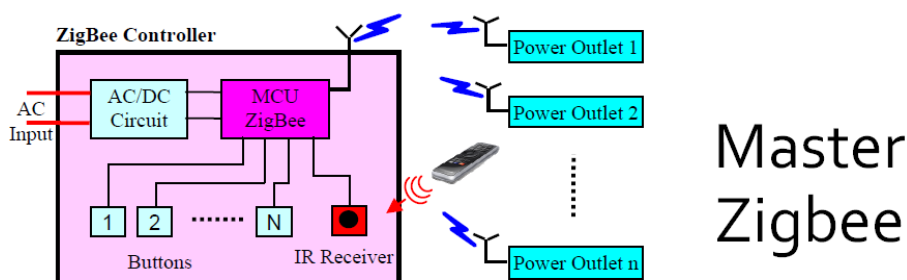 ZigBee Controller
Power Outlet 1
AC/DC
Circuit
MCU
ZigBee
AC
Input
Power Outlet 2
Master
Zigbee
1
2
N
IR Receiver
Buttons
Power Outlet n